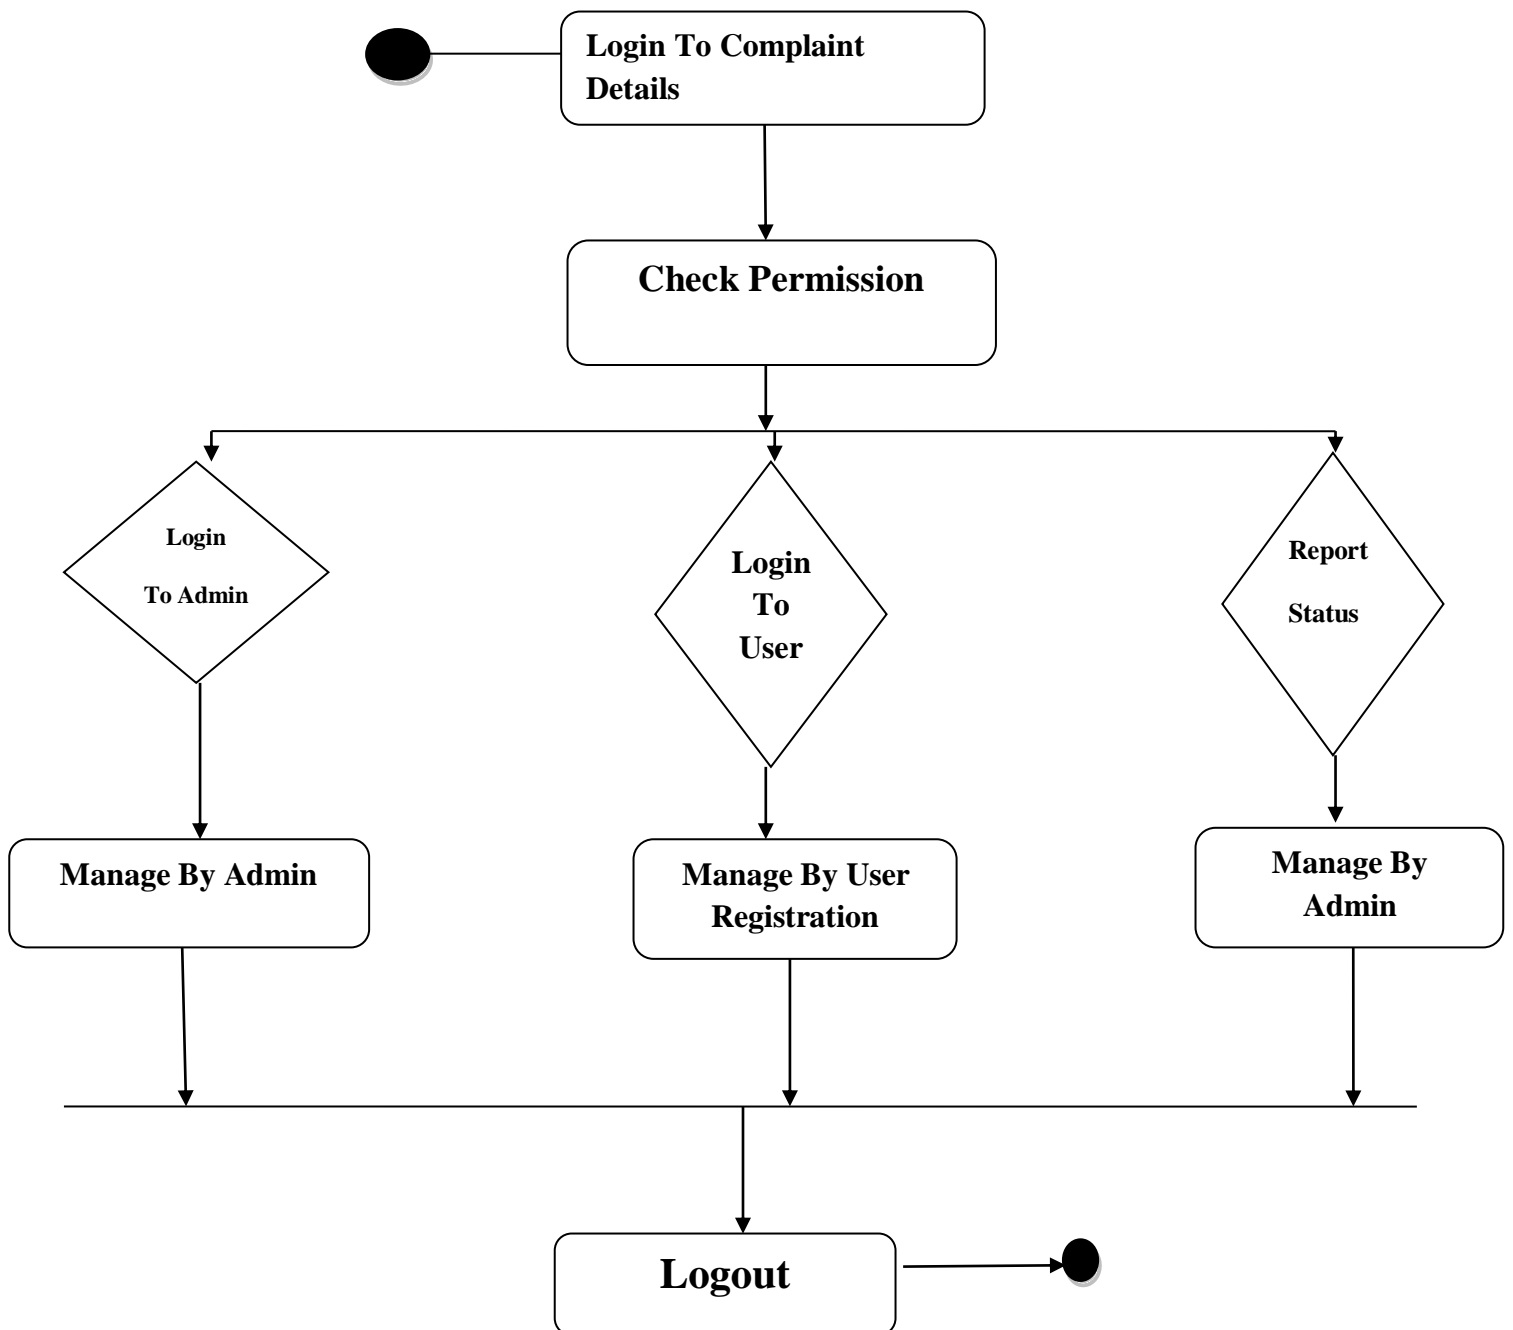 Login To Complaint
Details
Check Permission
Login
To Admin
Login
To
User
Report
Status
Manage By Admin
Manage By User
Registration
Manage By
Admin
Logout